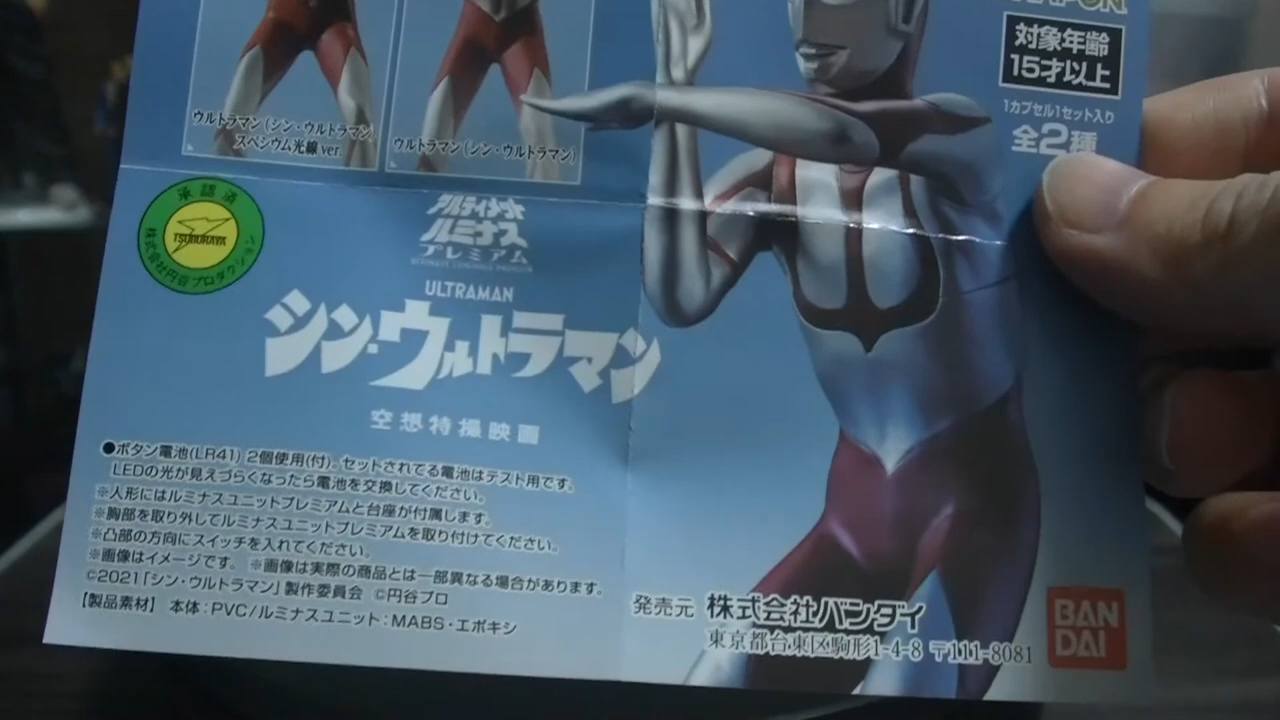 対象年齢
15才以上
1カプセル1セット入り
全2種
ウルトラマン(シン・ウルトラマン)
スペシウム光線 ver.
ウルトラマン(シン・ウルトラマン)
承認済
TSUBURAYA
株式会社円谷プロダクション
アルティメット
ルミナス
プレミアム
ULTRAMAN
シン・ウルトラマン
空想特撮映画
●ボタン電池(LR41) 2個使用(付)。セットされてる電池はテスト用です。
LEDの光が見えづらくなったら電池を交換してください。
※人形にはルミナスユニットプレミアムと台座が付属します。
※胸部を取り外してルミナスユニットプレミアムを取り付けてください。
※凸部の方向にスイッチを入れてください。
※画像はイメージです。 ※画像は実際の商品とは一部異なる場合があります。
©2021「シン・ウルトラマン」製作委員会 ©円谷プロ
【製品素材】 本体:PVC/ルミナスユニット:MABS・エポキシ
発売元 株式会社バンダイ
東京都台東区駒形1-4-8 〒111-8081
BAN
DAI